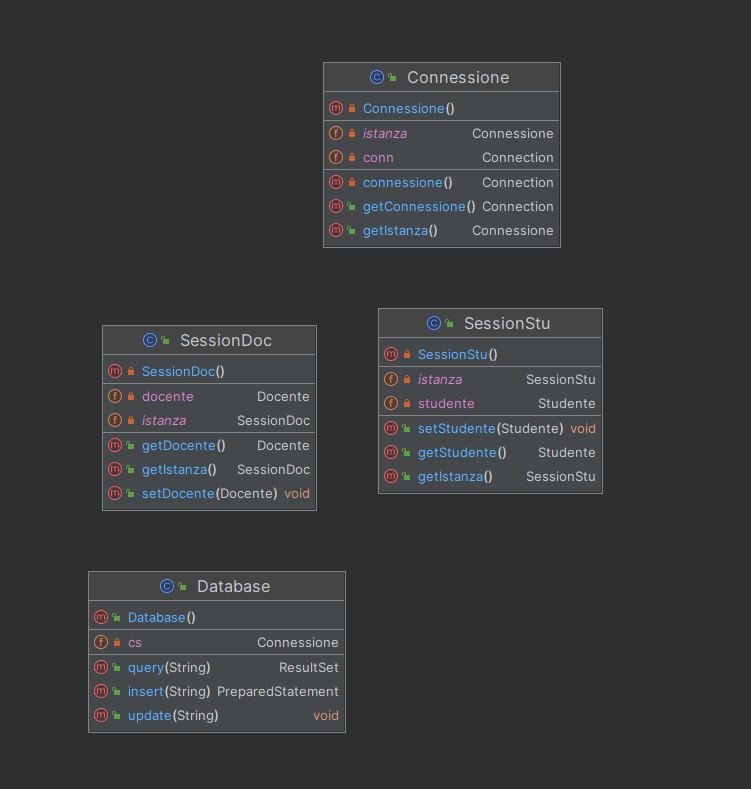 Connessione
Connessione()
istanza Connessione
conn Connection
connessione() Connection
getConnessione() Connection
getIstanza() Connessione
SessionDoc
SessionDoc()
docente Docente
istanza SessionDoc
getDocente() Docente
getIstanza() SessionDoc
setDocente(Docente) void
SessionStu
SessionStu()
istanza SessionStu
studente Studente
setStudente(Studente) void
getStudente() Studente
getIstanza() SessionStu
Database
Database()
cs Connessione
query(String) ResultSet
insert(String) PreparedStatement
update(String) void